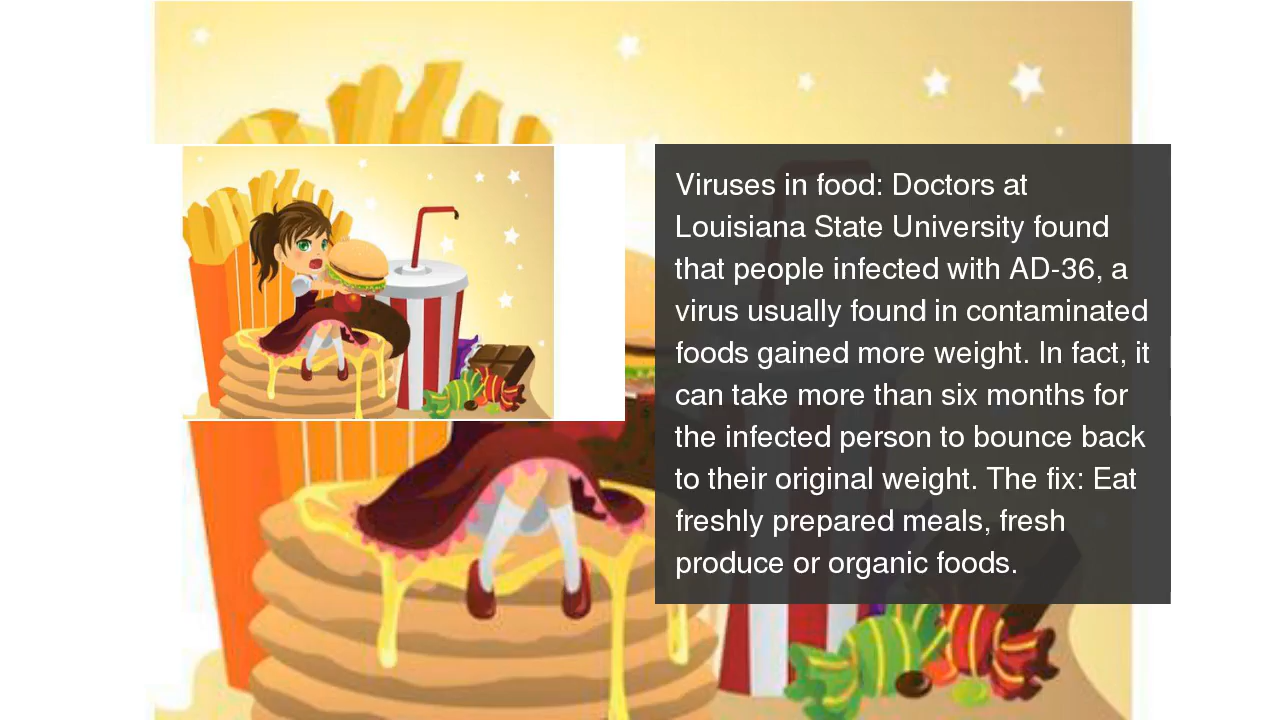 Viruses in food: Doctors at
Louisiana State University found
that people infected with AD-36, a
virus usually found in contaminated
foods gained more weight. In fact, it
can take more than six months for
the infected person to bounce back
to their original weight. The fix: Eat
freshly prepared meals, fresh
produce or organic foods.